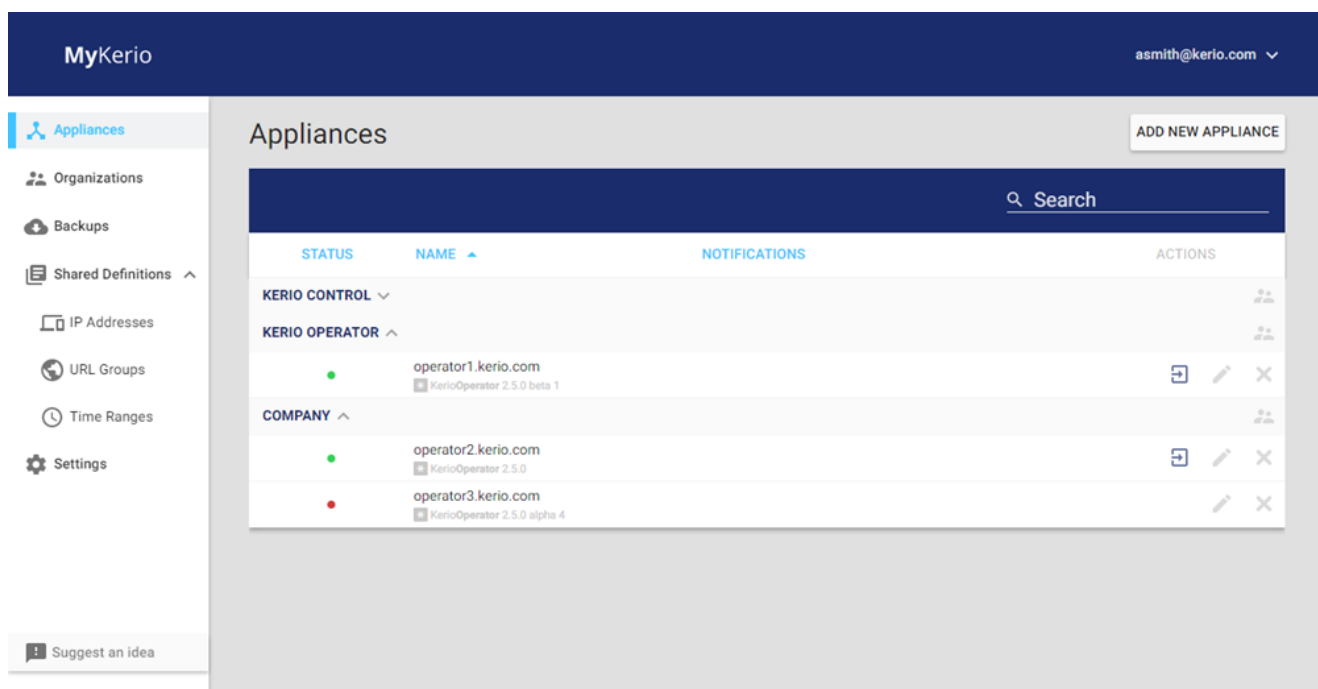 MyKerio
asmith@kerio.com
Appliances
Organizations
Backups
Shared Definitions
IP Addresses
URL Groups
Time Ranges
Settings
Suggest an idea
Appliances
ADD NEW APPLIANCE
Search
STATUS NAME NOTIFICATIONS ACTIONS
KERIO CONTROL
KERIO OPERATOR
operator1.kerio.com
KerioOperator 2.5.0 beta 1
COMPANY
operator2.kerio.com
KerioOperator 2.5.0
operator3.kerio.com
KerioOperator 2.5.0 alpha 4